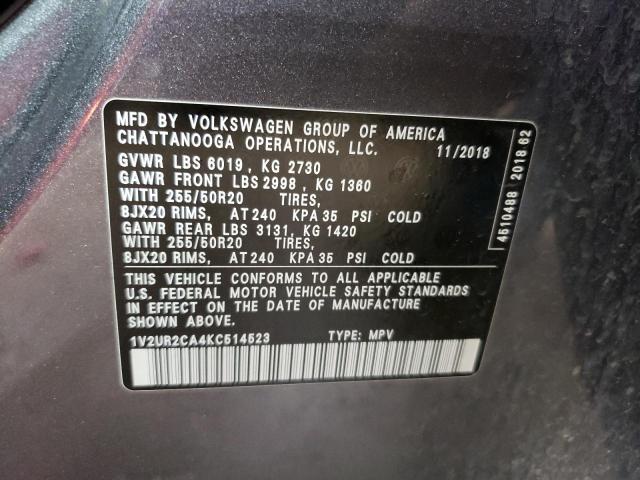 MFD BY VOLKSWAGEN GROUP OF AMERICA
CHATTANOOGA OPERATIONS, LLC. 11/2018
GVWR LBS 6019, KG 2730
GAWR FRONT LBS 2998, KG 1360
WITH 255/50R20 TIRES,
8JX20 RIMS, AT 240 KPA 35 PSI COLD
GAWR REAR LBS 3131, KG 1420
WITH 255/50R20 TIRES,
8JX20 RIMS, AT 240 KPA 35 PSI COLD
THIS VEHICLE CONFORMS TO ALL APPLICABLE
U.S. FEDERAL MOTOR VEHICLE SAFETY STANDARDS
IN EFFECT ON THE DATE OF MANUFACTURE
SHOWN ABOVE.
1V2UR2CA4KC514523 TYPE: MPV
4510488 2018 62